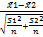 x̄1−x̄2
√(S1²/n + S2²/n)